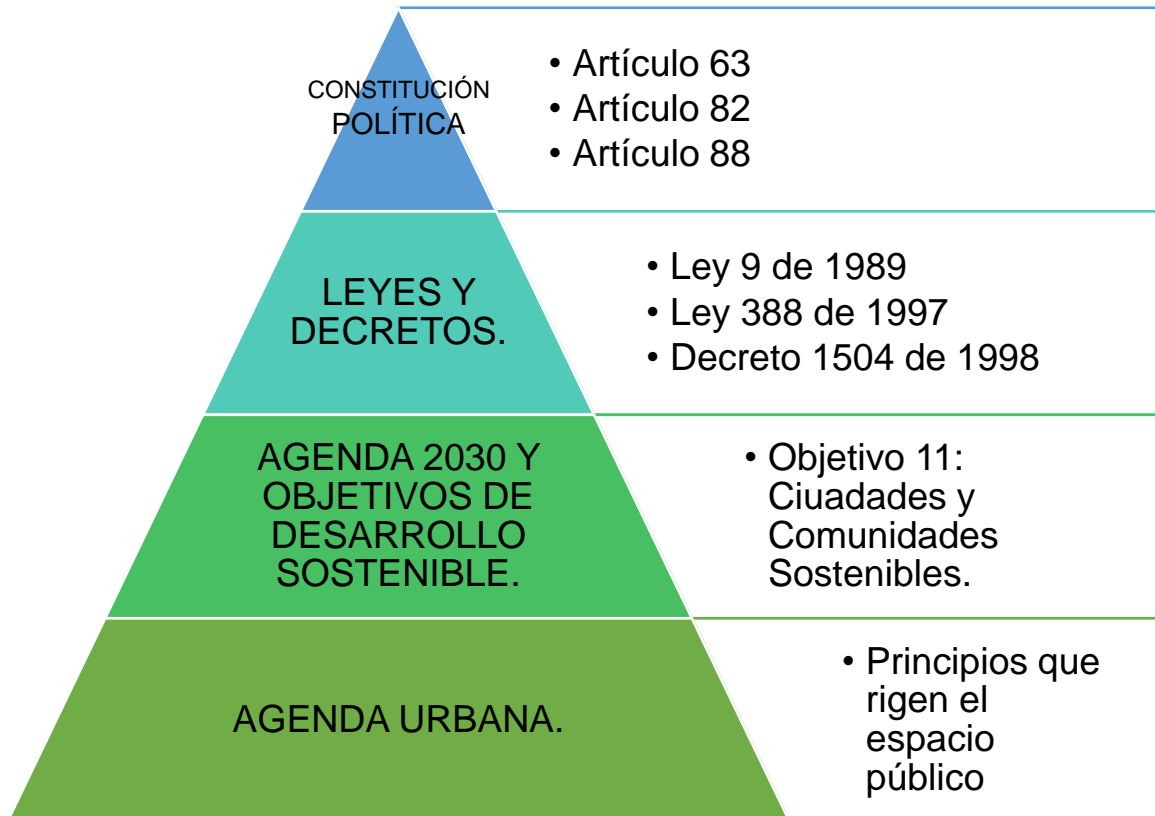 CONSTITUCIÓN
POLÍTICA
• Artículo 63
• Artículo 82
• Artículo 88
LEYES Y
DECRETOS.
• Ley 9 de 1989
• Ley 388 de 1997
• Decreto 1504 de 1998
AGENDA 2030 Y
OBJETIVOS DE
DESARROLLO
SOSTENIBLE.
• Objetivo 11:
Ciuadades y
Comunidades
Sostenibles.
AGENDA URBANA.
• Principios que
rigen el
espacio
público